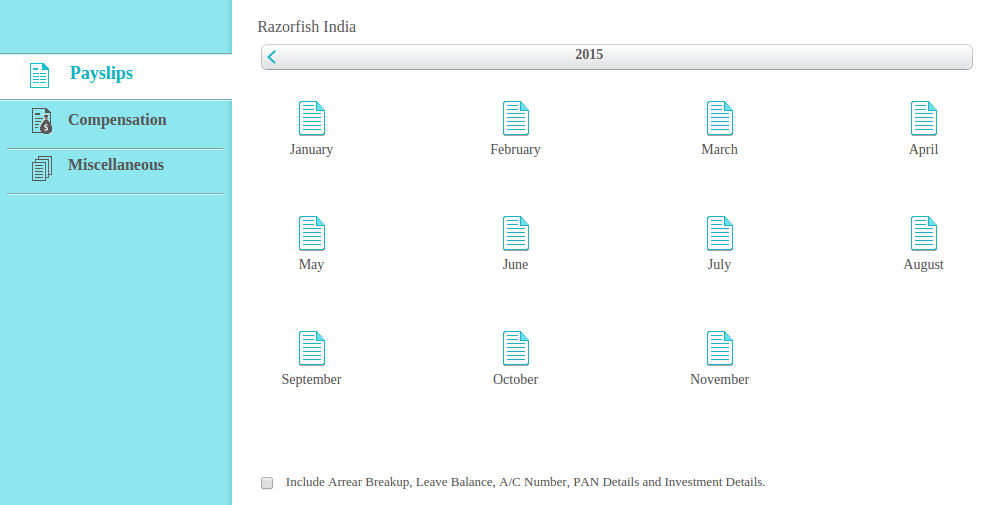 Razorfish India
2015
Payslips
Compensation
Miscellaneous
January February March April
May June July August
September October November
Include Arrear Breakup, Leave Balance, A/C Number, PAN Details and Investment Details.